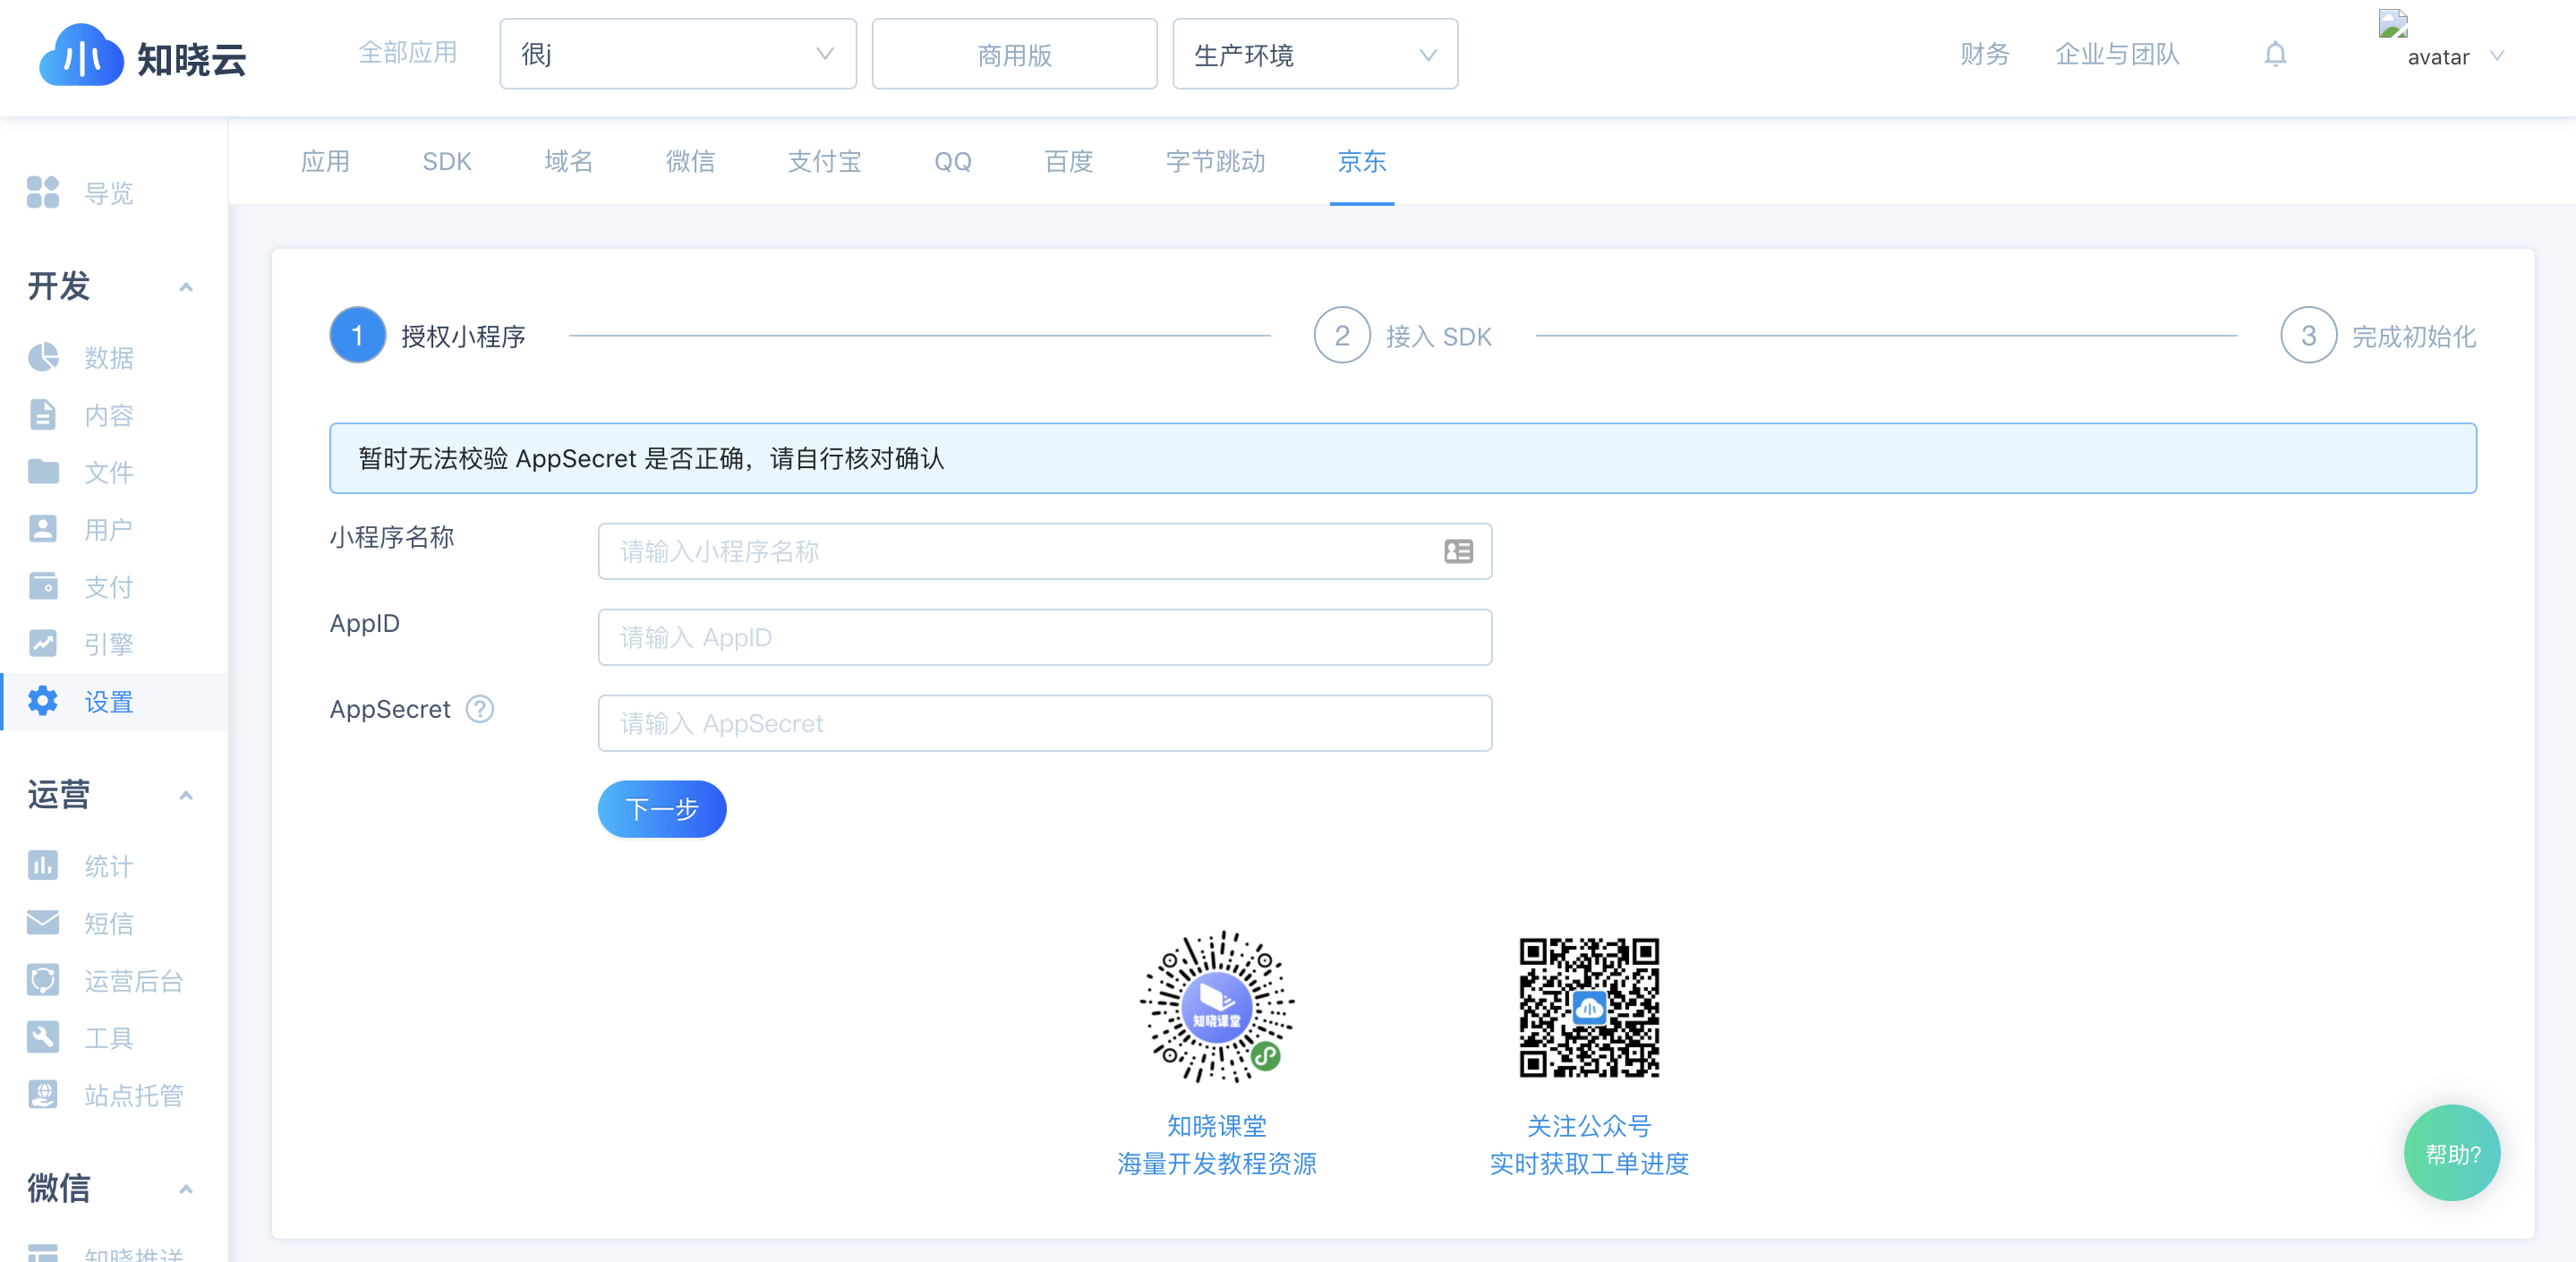 知晓云
全部应用
很j
商用版
生产环境
财务
企业与团队
avatar
应用
SDK
域名
微信
支付宝
QQ
百度
字节跳动
京东
导览
开发
数据
内容
文件
用户
支付
引擎
设置
运营
统计
短信
运营后台
工具
站点托管
微信
知晓推送
1 授权小程序
2 接入 SDK
3 完成初始化
暂时无法校验 AppSecret 是否正确，请自行核对确认
小程序名称
请输入小程序名称
AppID
请输入 AppID
AppSecret ?
请输入 AppSecret
下一步
知晓课堂
知晓课堂
海量开发教程资源
关注公众号
实时获取工单进度
帮助?